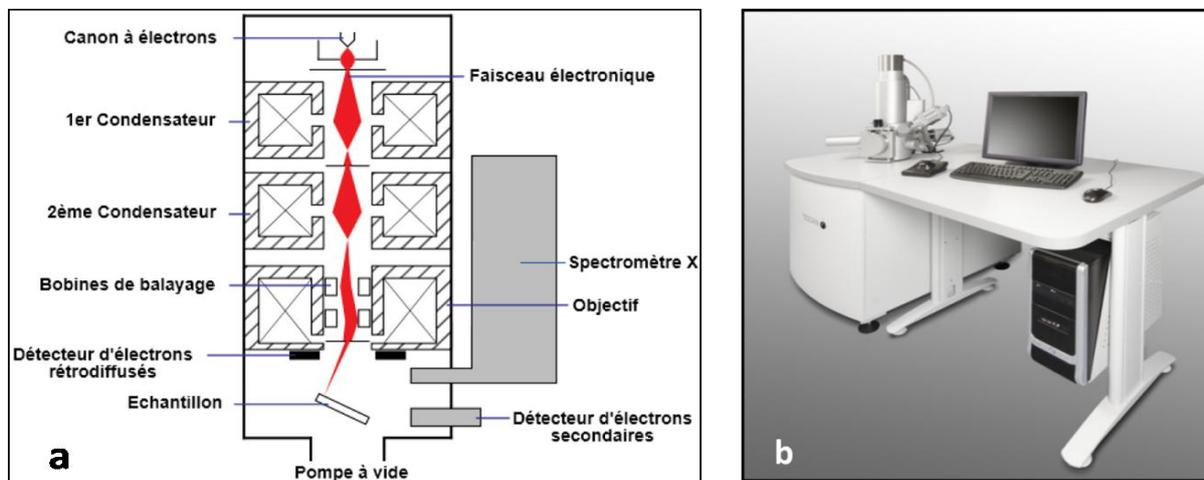 Canon à électrons
Faisceau électronique
1er Condensateur
2ème Condensateur
Spectromètre X
Bobines de balayage
Objectif
Détecteur d'électrons
rétrodiffusés
Echantillon
Détecteur d'électrons
secondaires
Pompe à vide
a
b